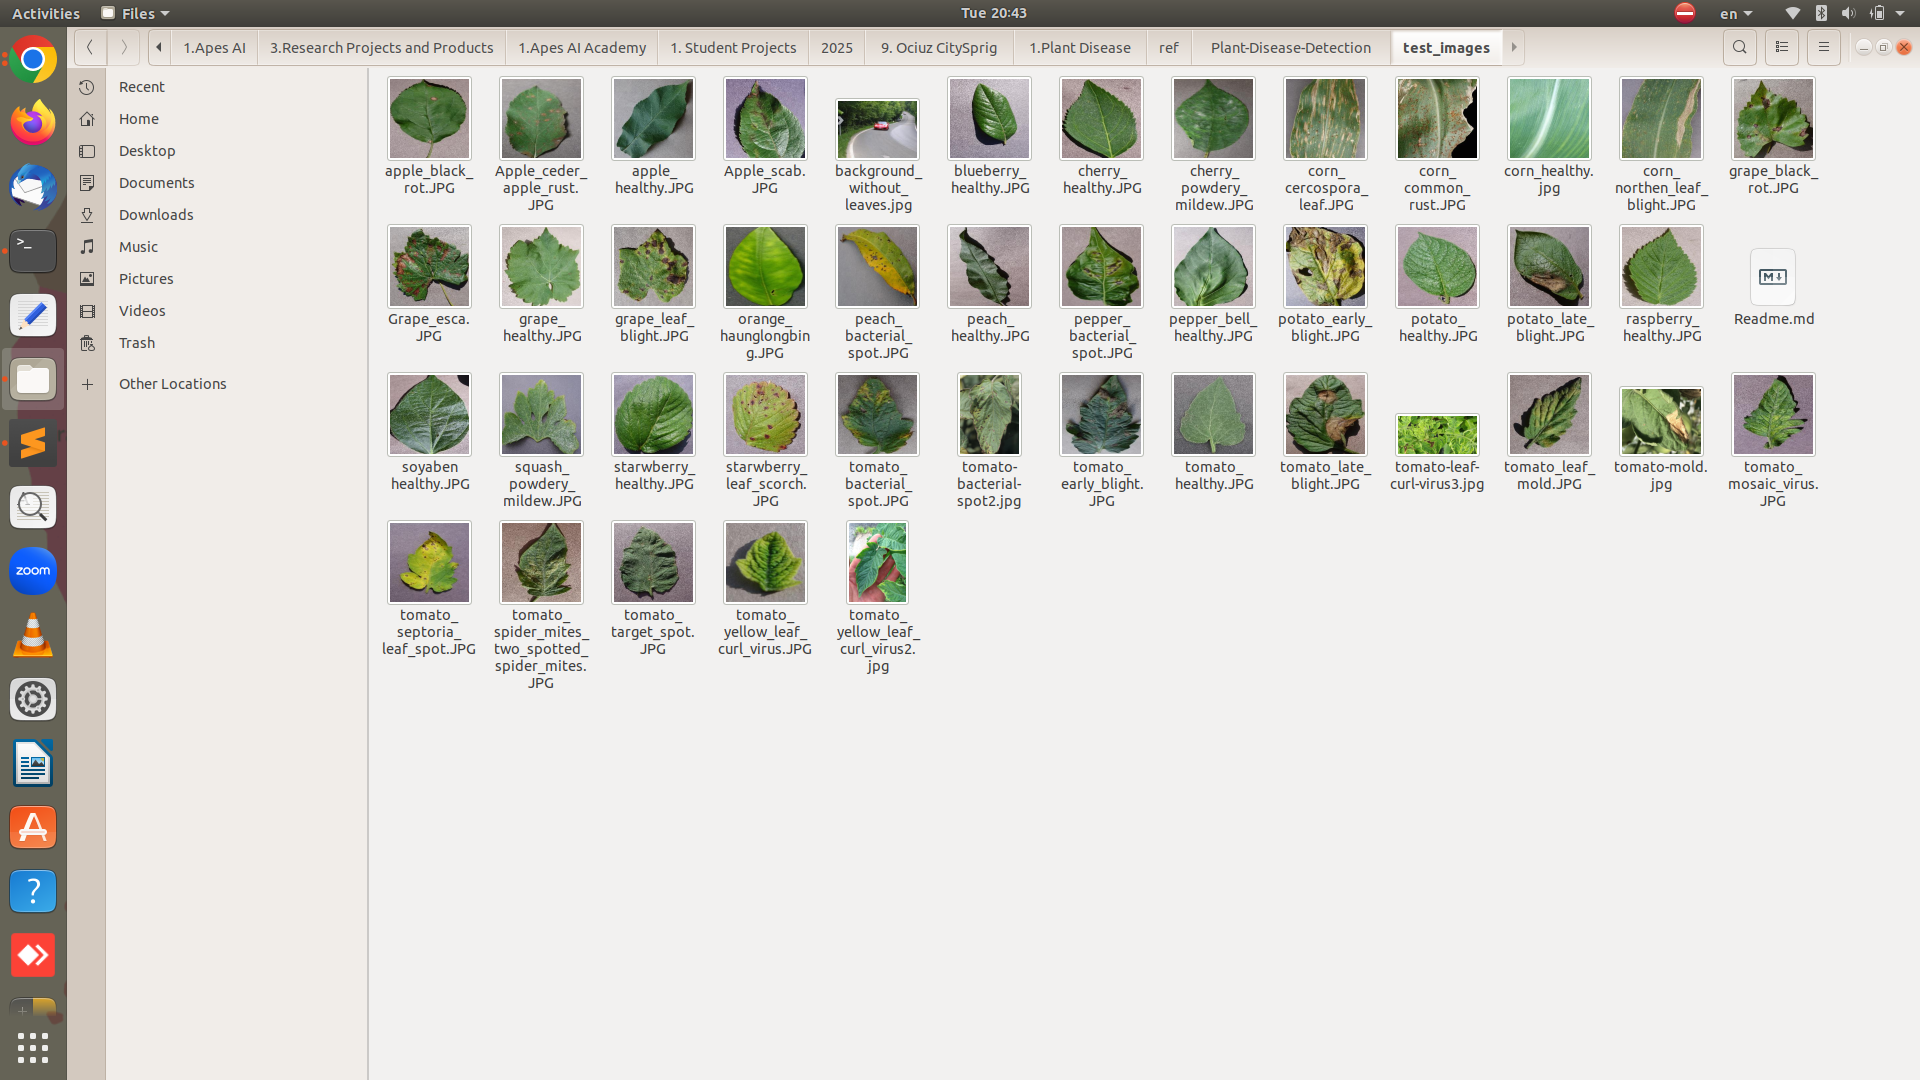 Activities Files Tue 20:43 en
1.Apes AI 3.Research Projects and Products 1.Apes AI Academy 1. Student Projects 2025 9. Ociuz CitySprig 1.Plant Disease ref Plant-Disease-Detection test_images
Recent
Home
Desktop
Documents
Downloads
Music
Pictures
Videos
Trash
Other Locations
apple_black_
rot.JPG
Apple_ceder_
apple_rust.
JPG
apple_
healthy.JPG
Apple_scab.
JPG
background_
without_
leaves.jpg
blueberry_
healthy.JPG
cherry_
healthy.JPG
cherry_
powdery_
mildew.JPG
corn_
cercospora_
leaf.JPG
corn_
common_
rust.JPG
corn_healthy.
jpg
corn_
northen_leaf_
blight.JPG
grape_black_
rot.JPG
Grape_esca.
JPG
grape_
healthy.JPG
grape_leaf_
blight.JPG
orange_
haunglongbin
g.JPG
peach_
bacterial_
spot.JPG
peach_
healthy.JPG
pepper_
bacterial_
spot.JPG
pepper_bell_
healthy.JPG
potato_early_
blight.JPG
potato_
healthy.JPG
potato_late_
blight.JPG
raspberry_
healthy.JPG
M
Readme.md
soyaben
healthy.JPG
squash_
powdery_
mildew.JPG
starwberry_
healthy.JPG
starwberry_
leaf_scorch.
JPG
tomato_
bacterial_
spot.JPG
tomato-
bacterial-
spot2.jpg
tomato_
early_blight.
JPG
tomato_
healthy.JPG
tomato_late_
blight.JPG
tomato-leaf-
curl-virus3.jpg
tomato_leaf_
mold.JPG
tomato-mold.
jpg
tomato_
mosaic_virus.
JPG
tomato_
septoria_
leaf_spot.JPG
tomato_
spider_mites_
two_spotted_
spider_mites.
JPG
tomato_
target_spot.
JPG
tomato_
yellow_leaf_
curl_virus.JPG
tomato_
yellow_leaf_
curl_virus2.
jpg
>_
zoom
?